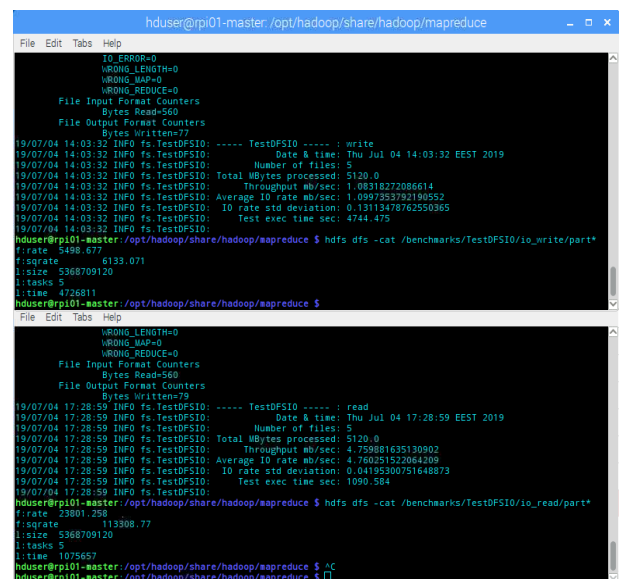 hduser@rpi01-master: /opt/hadoop/share/hadoop/mapreduce
File Edit Tabs Help
IO_ERROR=0
WRONG_LENGTH=0
WRONG_MAP=0
WRONG_REDUCE=0
File Input Format Counters
Bytes Read=560
File Output Format Counters
Bytes Written=77
19/07/04 14:03:32 INFO fs.TestDFSIO: ----- TestDFSIO ----- : write
19/07/04 14:03:32 INFO fs.TestDFSIO: Date & time: Thu Jul 04 14:03:32 EEST 2019
19/07/04 14:03:32 INFO fs.TestDFSIO: Number of files: 5
19/07/04 14:03:32 INFO fs.TestDFSIO: Total MBytes processed: 5120.0
19/07/04 14:03:32 INFO fs.TestDFSIO: Throughput mb/sec: 1.08318272086614
19/07/04 14:03:32 INFO fs.TestDFSIO: Average IO rate mb/sec: 1.0997353792190552
19/07/04 14:03:32 INFO fs.TestDFSIO: IO rate std deviation: 0.13113478762550365
19/07/04 14:03:32 INFO fs.TestDFSIO: Test exec time sec: 4744.475
19/07/04 14:03:32 INFO fs.TestDFSIO:
hduser@rpi01-master:/opt/hadoop/share/hadoop/mapreduce $ hdfs dfs -cat /benchmarks/TestDFSIO/io_write/part*
f:rate 5498.677
f:sqrate 6133.071
l:size 5368709120
l:tasks 5
l:time 4726811
hduser@rpi01-master:/opt/hadoop/share/hadoop/mapreduce $
File Edit Tabs Help
WRONG_LENGTH=0
WRONG_MAP=0
WRONG_REDUCE=0
File Input Format Counters
Bytes Read=560
File Output Format Counters
Bytes Written=79
19/07/04 17:28:59 INFO fs.TestDFSIO: ----- TestDFSIO ----- : read
19/07/04 17:28:59 INFO fs.TestDFSIO: Date & time: Thu Jul 04 17:28:59 EEST 2019
19/07/04 17:28:59 INFO fs.TestDFSIO: Number of files: 5
19/07/04 17:28:59 INFO fs.TestDFSIO: Total MBytes processed: 5120.0
19/07/04 17:28:59 INFO fs.TestDFSIO: Throughput mb/sec: 4.759881635130902
19/07/04 17:28:59 INFO fs.TestDFSIO: Average IO rate mb/sec: 4.760251522064209
19/07/04 17:28:59 INFO fs.TestDFSIO: IO rate std deviation: 0.04195300751648873
19/07/04 17:28:59 INFO fs.TestDFSIO: Test exec time sec: 1090.584
19/07/04 17:28:59 INFO fs.TestDFSIO:
hduser@rpi01-master:/opt/hadoop/share/hadoop/mapreduce $ hdfs dfs -cat /benchmarks/TestDFSIO/io_read/part*
f:rate 23801.258
f:sqrate 113308.77
l:size 5368709120
l:tasks 5
l:time 1075657
hduser@rpi01-master:/opt/hadoop/share/hadoop/mapreduce $ ^C
hduser@rpi01-master:/opt/hadoop/share/hadoop/mapreduce $